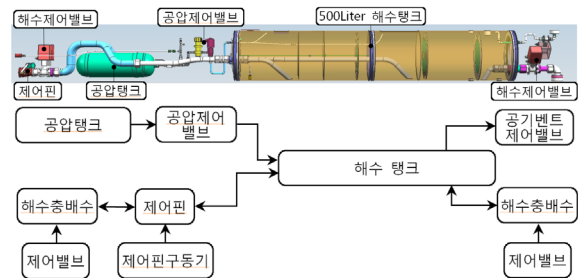 해수제어밸브
공압제어밸브
500Liter 해수탱크
제어핀
공압탱크
해수제어밸브
공압탱크
공압제어
밸브
공기벤트
제어밸브
해수 탱크
해수충배수
제어핀
해수충배수
제어밸브
제어핀구동기
제어밸브